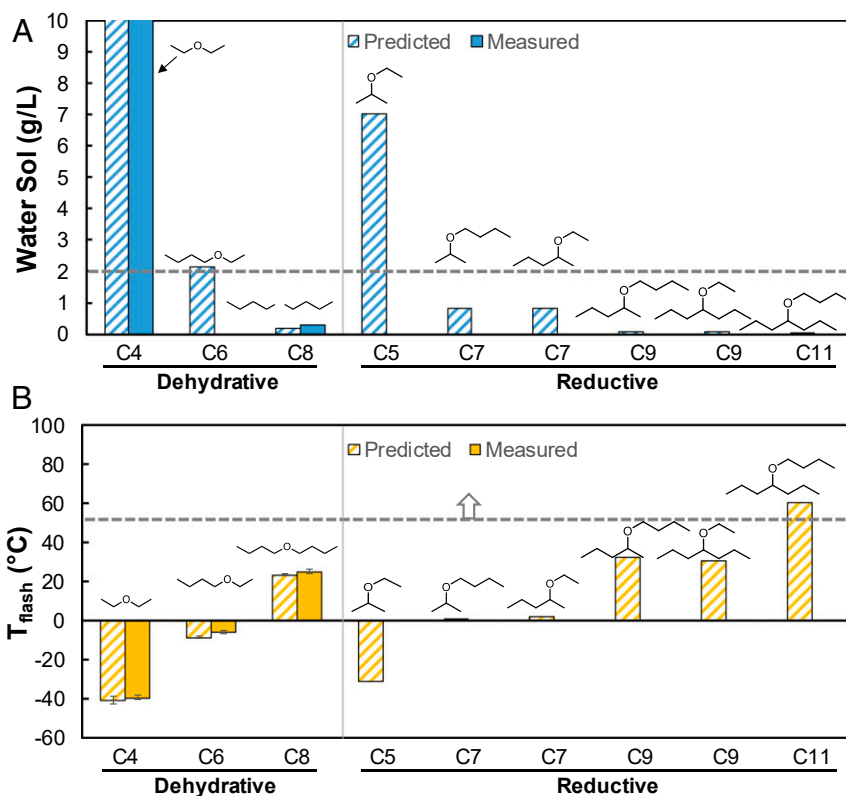 A
Water Sol (g/L)
10
9
8
7
6
5
4
3
2
1
0
Predicted Measured
O
O
O
O
O
O
O
O
C4 C6 C8 C5 C7 C7 C9 C9 C11
Dehydrative Reductive
B
T flash (°C)
100
80
60
40
20
0
-20
-40
-60
Predicted Measured
O
O
O
O
O
O
O
O
O
C4 C6 C8 C5 C7 C7 C9 C9 C11
Dehydrative Reductive